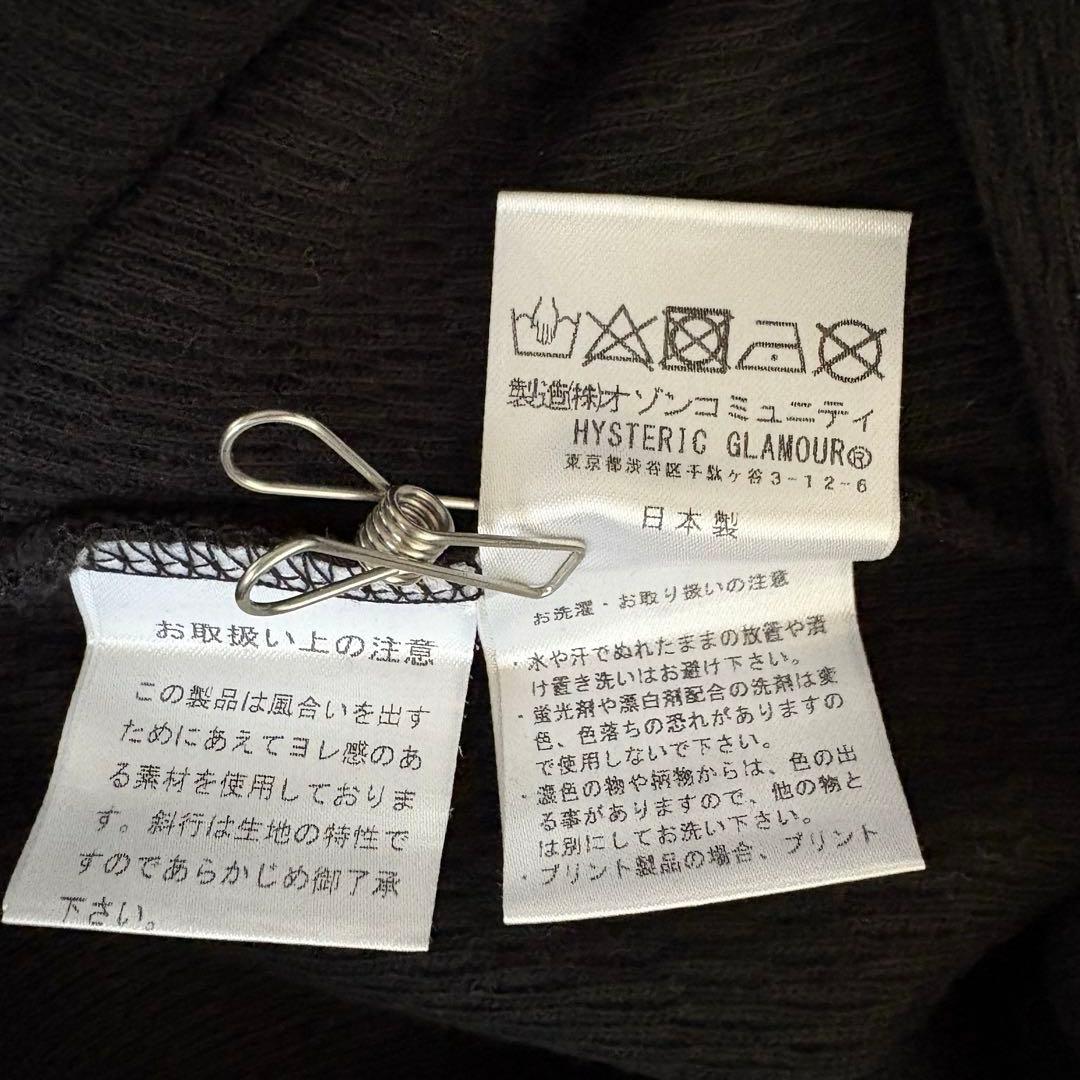 製造(株)オゾンコミュニティ
HYSTERIC GLAMOUR®
東京都渋谷区千駄ケ谷3-12-6
日本製
お洗濯・お取り扱いの注意
・水や汗でぬれたままの放置や漬
け置き洗いはお避け下さい。
・蛍光剤や漂白剤配合の洗剤は変
色、色落ちの恐れがありますの
で使用しないで下さい。
・濃色の物や柄物からは、色の出
る事がありますので、他の物と
は別にしてお洗い下さい。
・プリント製品の場合、プリント
お取扱い上の注意
この製品は風合いを出す
ためにあえてヨレ感のあ
る素材を使用しておりま
す。斜行は生地の特性で
すのであらかじめ御了承
下さい。